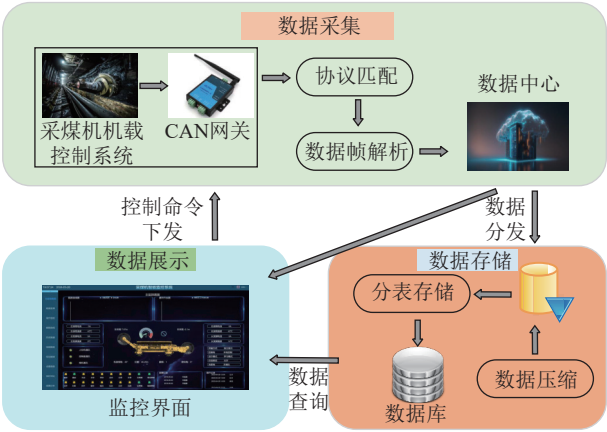 数据采集
采煤机机载
控制系统
CAN网关
协议匹配
数据帧解析
数据中心
控制命令
下发
数据
分发
数据展示
监控界面
数据存储
分表存储
数据压缩
数据库
数据
查询